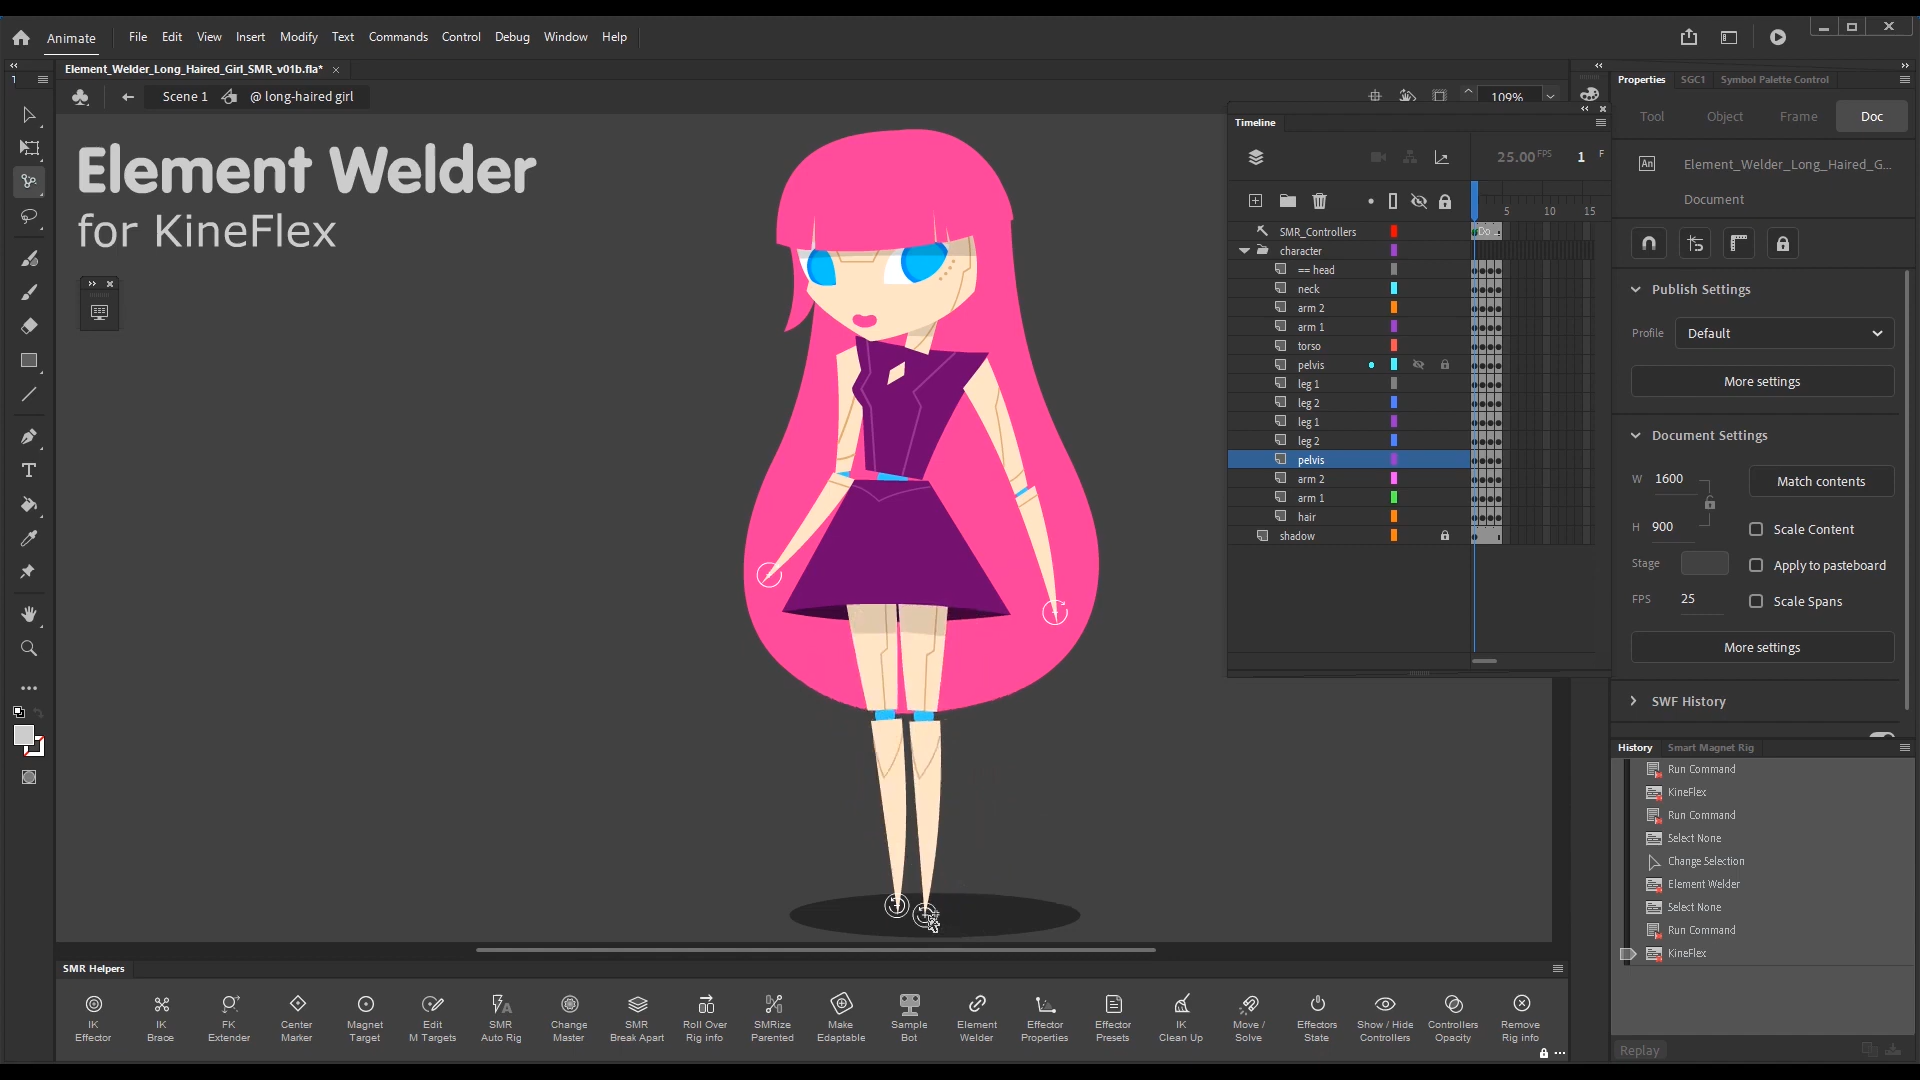 Animate File Edit View Insert Modify Text Commands Control Debug Window Help
Element_Welder_Long_Haired_Girl_SMR_v01b.fla* ×
Scene 1 @ long-haired girl 109%
Element Welder
for KineFlex
Timeline
25.00 FPS 1 F
5 10 15
SMR_Controllers Do
character
== head
neck
arm 2
arm 1
torso
pelvis
leg 1
leg 2
leg 1
leg 2
pelvis
arm 2
arm 1
hair
shadow
Properties SGC1 Symbol Palette Control
Tool Object Frame Doc
An Element_Welder_Long_Haired_G...
Document
Publish Settings
Profile Default
More settings
Document Settings
W 1600 Match contents
H 900 Scale Content
Stage Apply to pasteboard
FPS 25 Scale Spans
More settings
SWF History
History Smart Magnet Rig
Run Command
KineFlex
Run Command
Select None
Change Selection
Element Welder
Select None
Run Command
KineFlex
Replay
SMR Helpers
IK Effector
IK Brace
FK Extender
Center Marker
Magnet Target
Edit M Targets
SMR Auto Rig
Change Master
SMR Break Apart
Roll Over Rig info
SMRize Parented
Make Adaptable
Sample Bot
Element Welder
Effector Properties
Effector Presets
IK Clean Up
Move / Solve
Effectors State
Show / Hide Controllers
Controllers Opacity
Remove Rig info